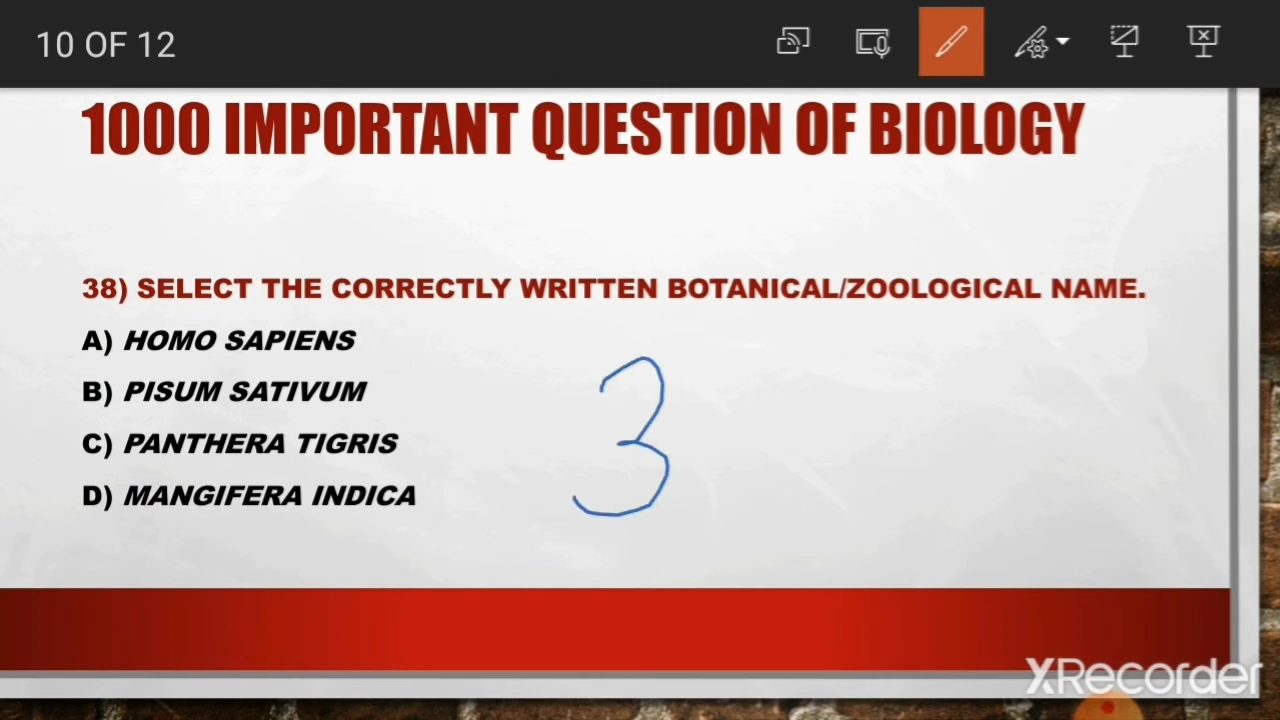 10 OF 12
1000 IMPORTANT QUESTION OF BIOLOGY
38) SELECT THE CORRECTLY WRITTEN BOTANICAL/ZOOLOGICAL NAME.
A) HOMO SAPIENS
B) PISUM SATIVUM
C) PANTHERA TIGRIS
D) MANGIFERA INDICA
3
XRecorder